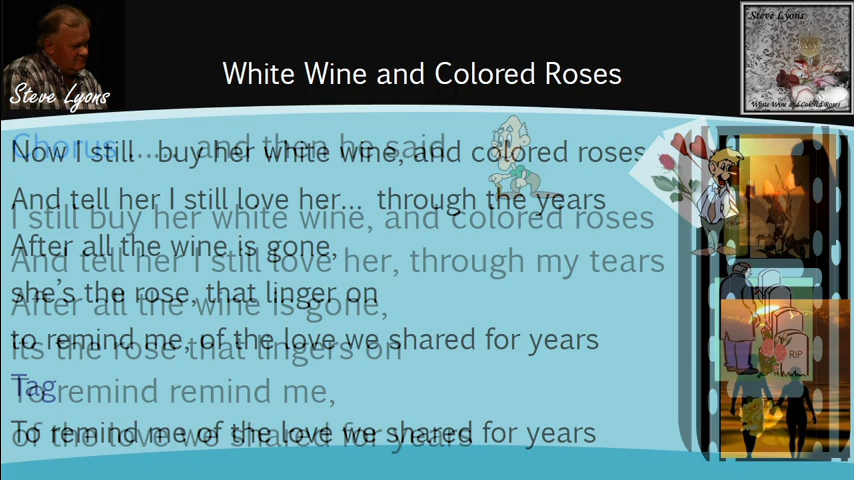 Steve Lyons
White Wine and Colored Roses
Steve Lyons
White Wine and Colored Roses
Chorus...... and then he said
I still buy her white wine, and colored roses
And tell her I still love her, through my tears
After all the wine is gone,
its the rose that lingers on
To remind remind me,
of the love we shared for years
Now I still.. buy her white wine, and colored roses
And tell her I still love her... through the years
After all the wine is gone,
she's the rose, that linger on
to remind me, of the love we shared for years
Tag
To remind me of the love we shared for years
RIP